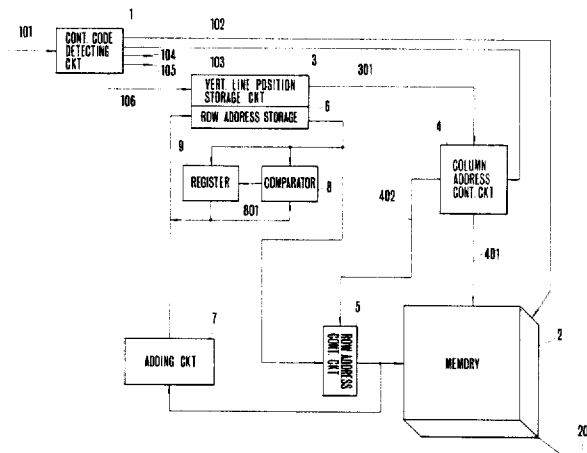 1
102
101
CONT. CODE
DETECTING
CKT
104
105
103
3
301
VERT. LINE POSITION
STORAGE CKT
106
6
ROW ADDRESS STORAGE
4
9
COLUMN
ADDRESS
CONT. CKT
REGISTER
COMPARATOR
8
402
801
401
5
7
2
ROW ADDRESS
CONT. CKT
MEMORY
ADDING CKT
20